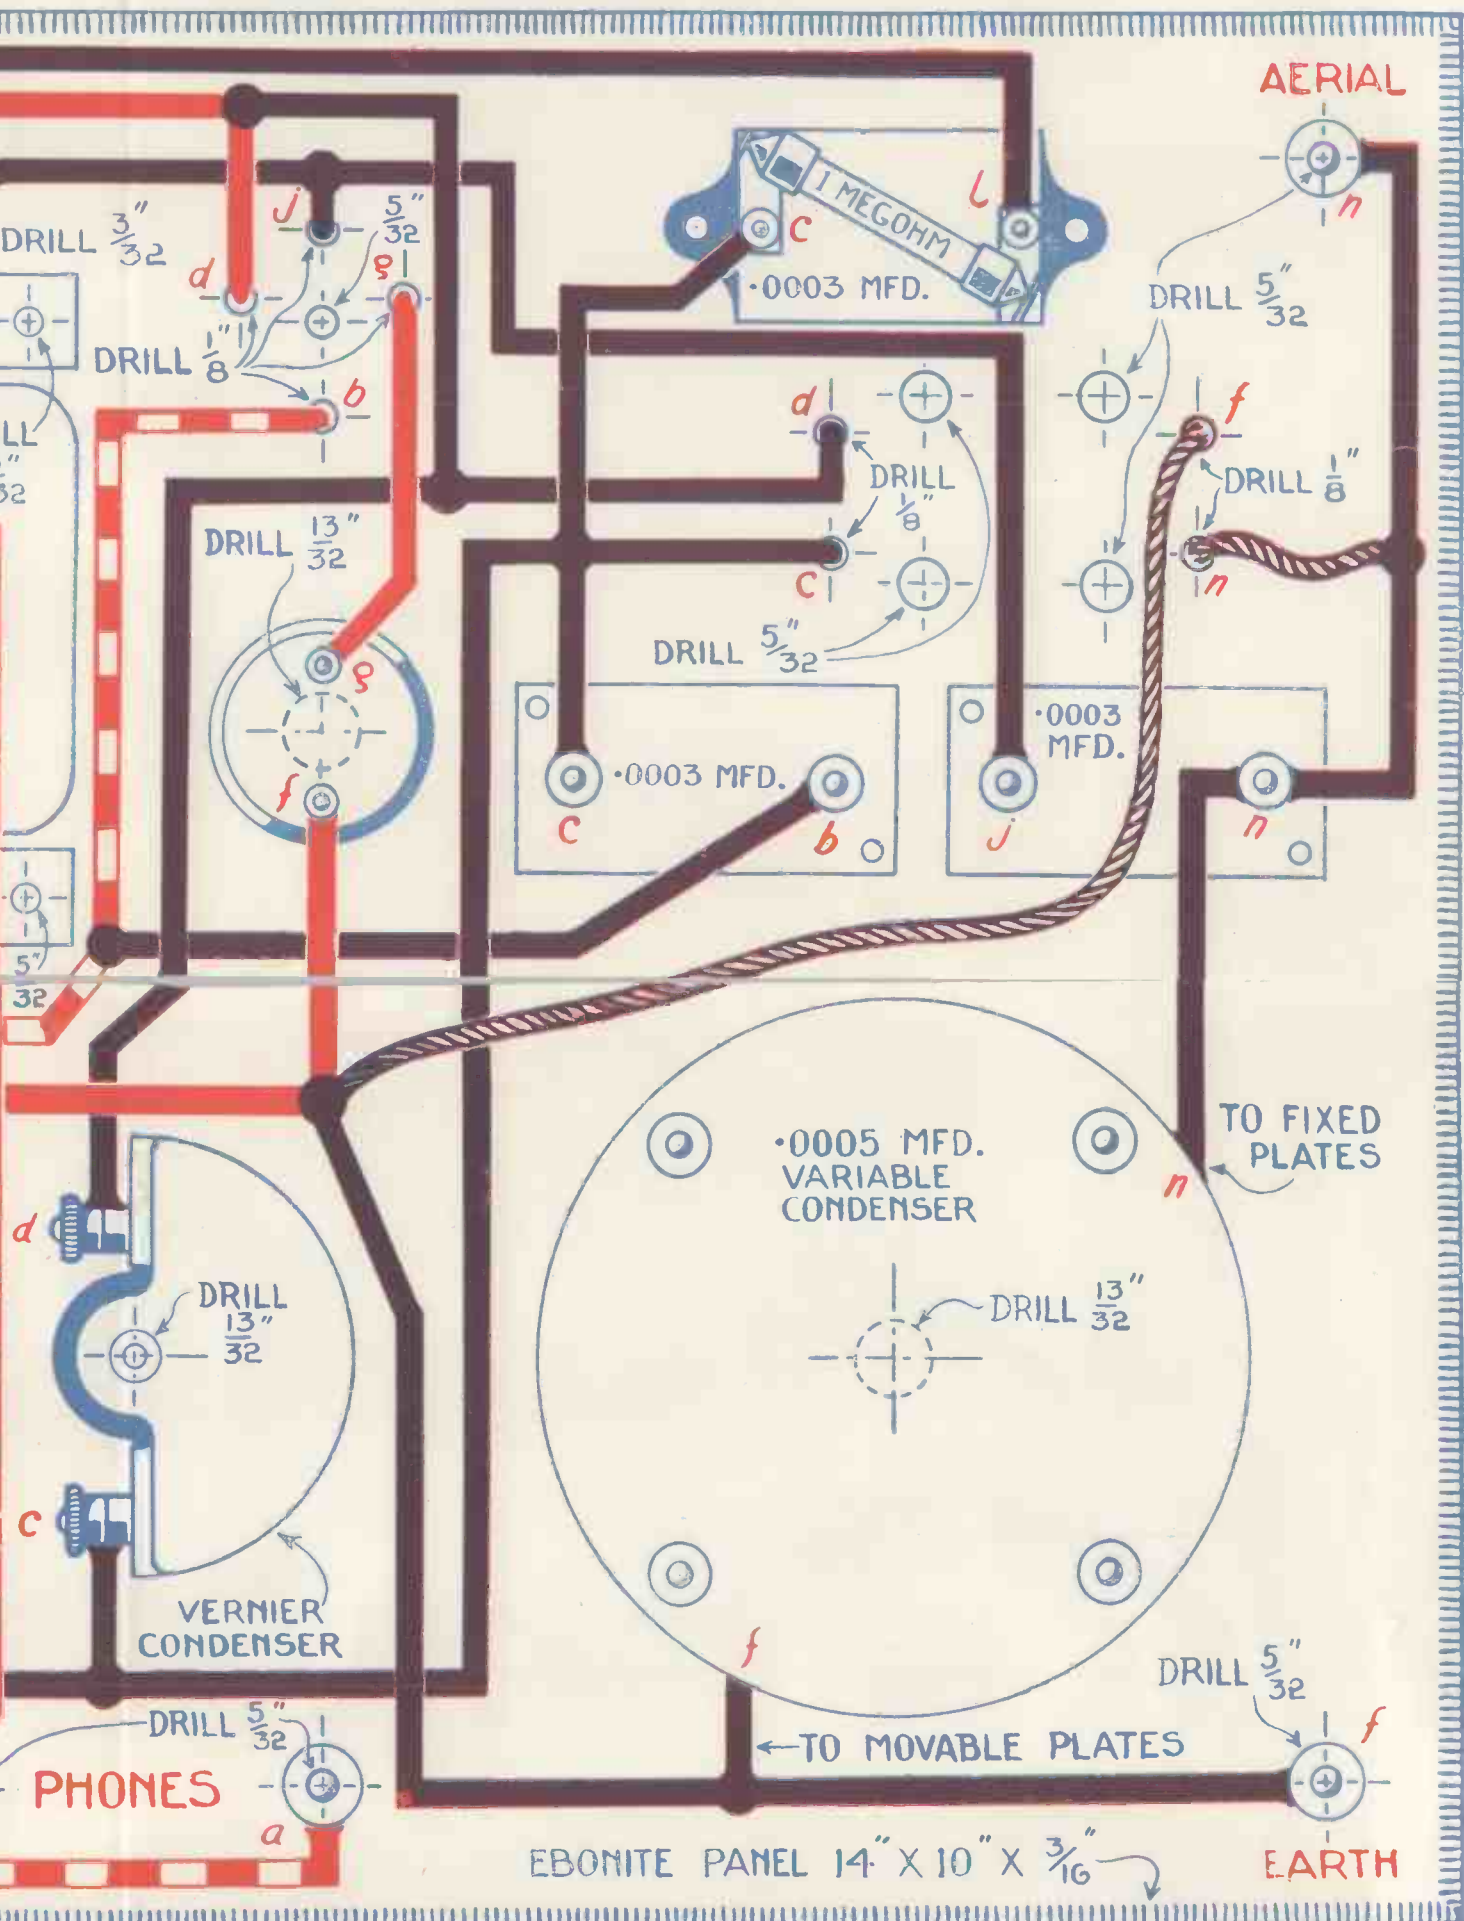 AERIAL
n
j
5/32"
DRILL 3/32"
d
g
l
C
1 MEGOHM
.0003 MFD.
DRILL 5/32"
DRILL 1/8"
b
d
f
DRILL 1/8"
DRILL 1/8"
DRILL 13/32"
C
n
DRILL 5/32"
g
.0003 MFD.
.0003
MFD.
f
C
b
j
n
5/32"
.0005 MFD.
VARIABLE
CONDENSER
TO FIXED
PLATES
n
d
DRILL
13/32"
DRILL 13/32"
C
VERNIER
CONDENSER
f
DRILL 5/32"
DRILL 5/32"
f
TO MOVABLE PLATES
PHONES
a
EBONITE PANEL 14" X 10" X 3/16"
EARTH